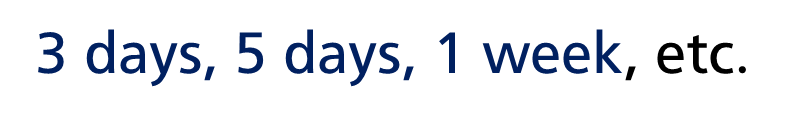 3 days, 5 days, 1 week, etc.